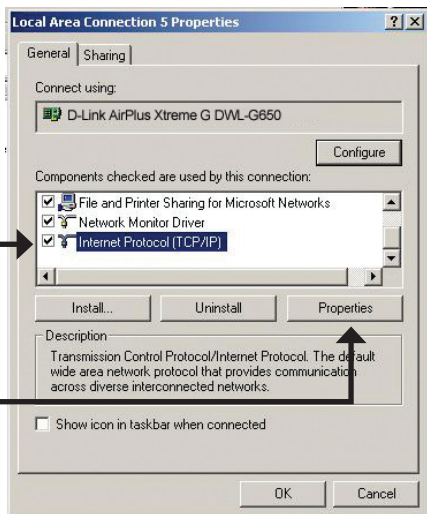 Local Area Connection 5 Properties
General Sharing
Connect using:
D-Link AirPlus Xtreme G DWL-G650
Configure
Components checked are used by this connection:
File and Printer Sharing for Microsoft Networks
Network Monitor Driver
Internet Protocol (TCP/IP)
Install... Uninstall Properties
Description
Transmission Control Protocol/Internet Protocol. The default
wide area network protocol that provides communication
across diverse interconnected networks.
Show icon in taskbar when connected
OK Cancel